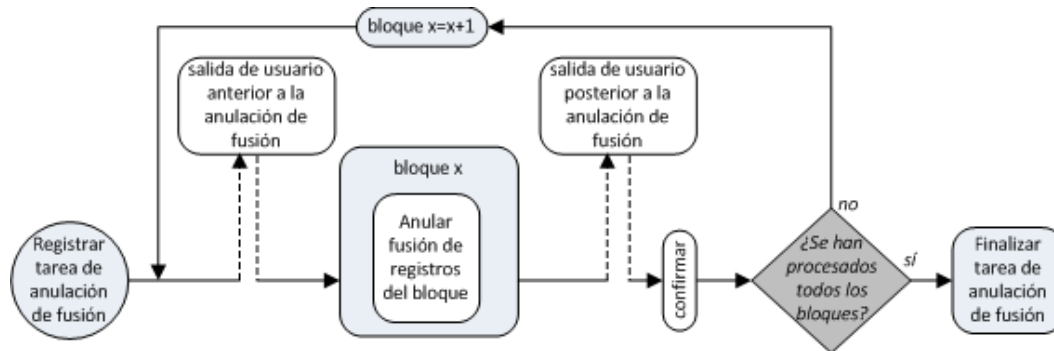 bloque x=x+1
salida de usuario
anterior a la
anulación de
fusión
salida de usuario
posterior a la
anulación de
fusión
bloque x
Anular
fusión de
registros
del bloque
Registrar
tarea de
anulación
de fusión
confirmar
no
¿Se han
procesados
todos los
bloques?
sí
Finalizar
tarea de
anulación
de fusión